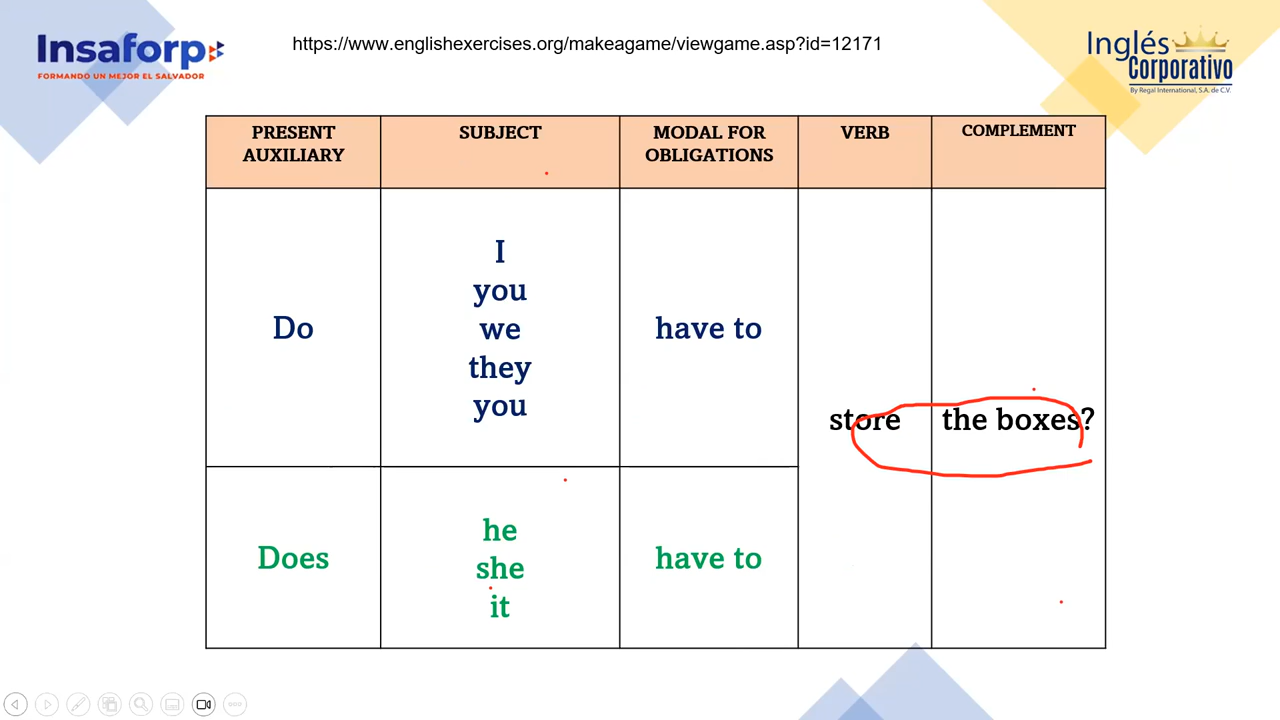 Insaforp
FORMANDO UN MEJOR EL SALVADOR
https://www.englishexercises.org/makeagame/viewgame.asp?id=12171
Inglés
Corporativo
By Regal International, S.A. de C.V.
PRESENT
AUXILIARY
SUBJECT
MODAL FOR
OBLIGATIONS
VERB
COMPLEMENT
Do
I
you
we
they
you
have to
store
the boxes?
Does
he
she
it
have to